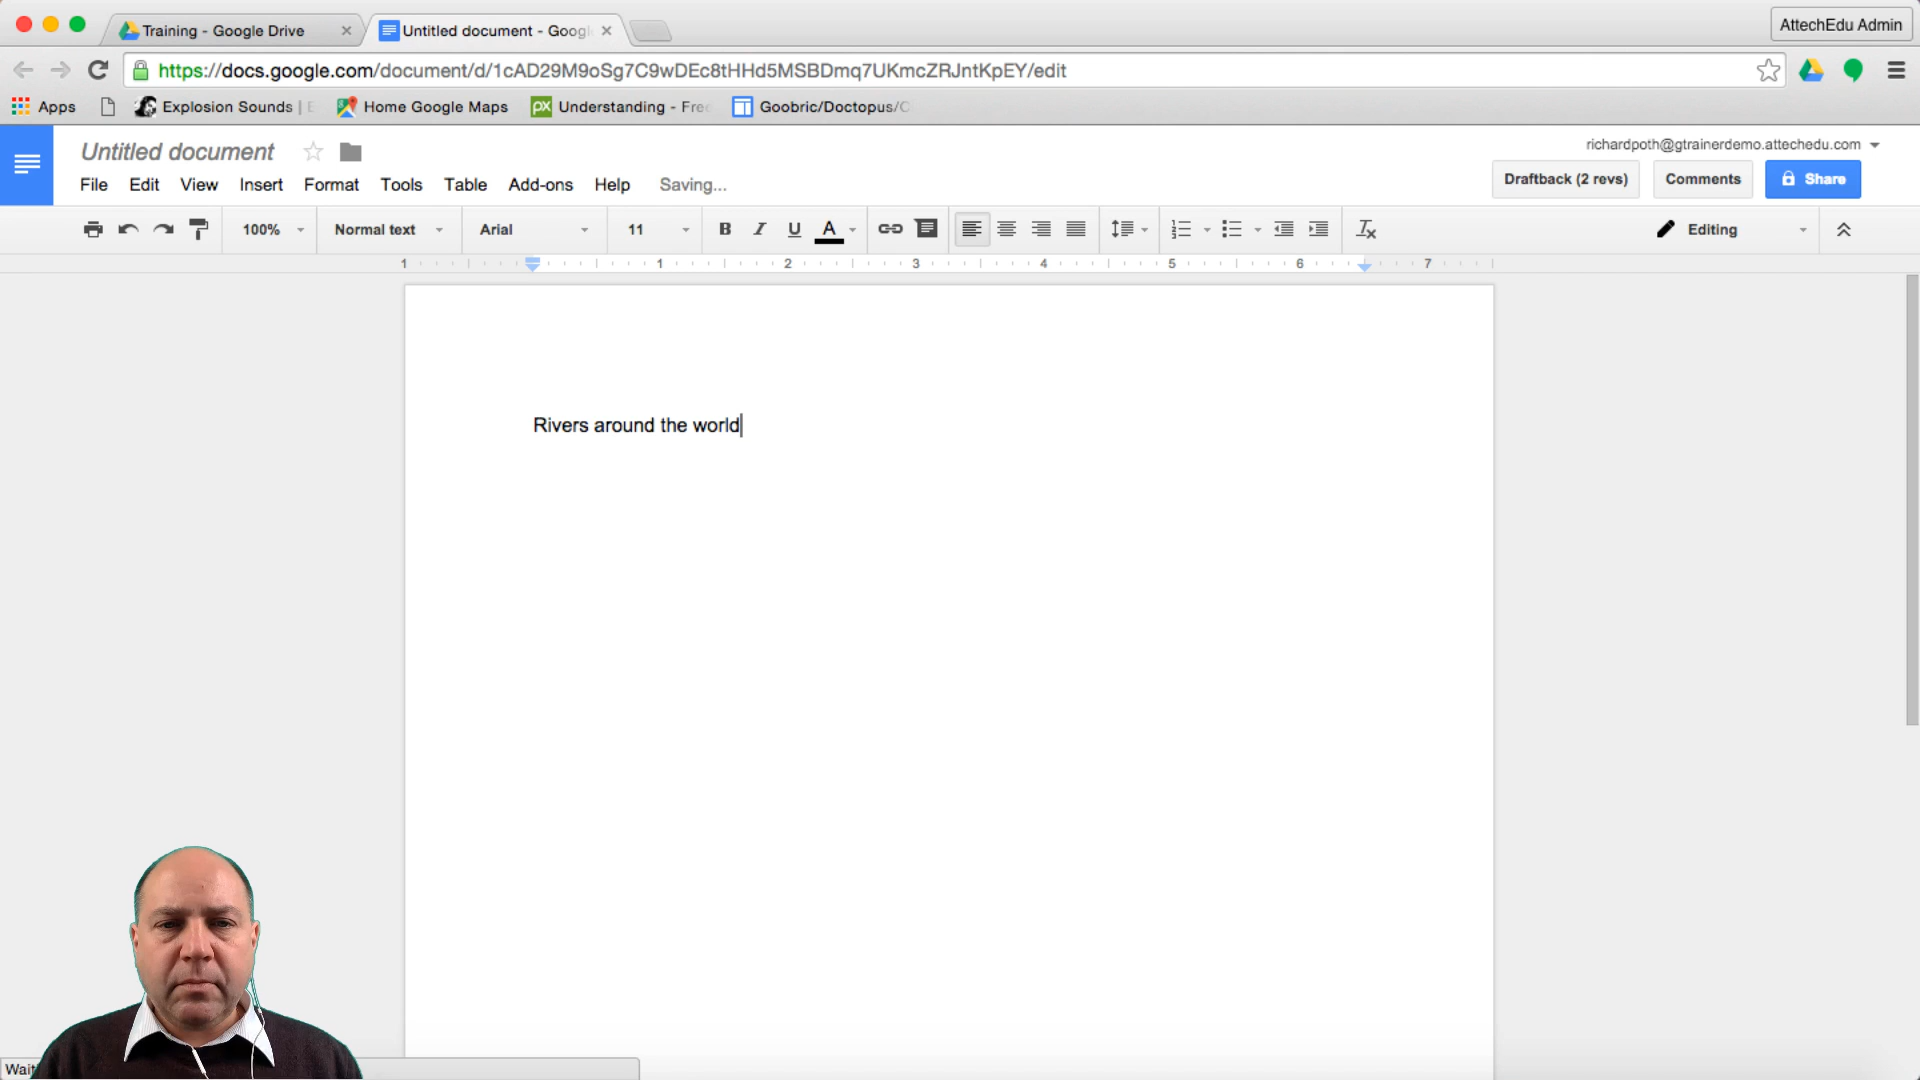 AttechEdu Admin
Training - Google Drive
Untitled document - Googl
https://docs.google.com/document/d/1cAD29M9oSg7C9wDEc8tHHd5MSBDmq7UKmcZRJntKpEY/edit
Apps
Explosion Sounds | E
Home Google Maps
px
Understanding - Free
Goobric/Doctopus/C
Untitled document
richardpoth@gtrainerdemo.attechedu.com
File Edit View Insert Format Tools Table Add-ons Help Saving...
Draftback (2 revs)
Comments
Share
100% Normal text Arial 11 B I U A Editing
1 1 2 3 4 5 6 7
Rivers around the world
Wait